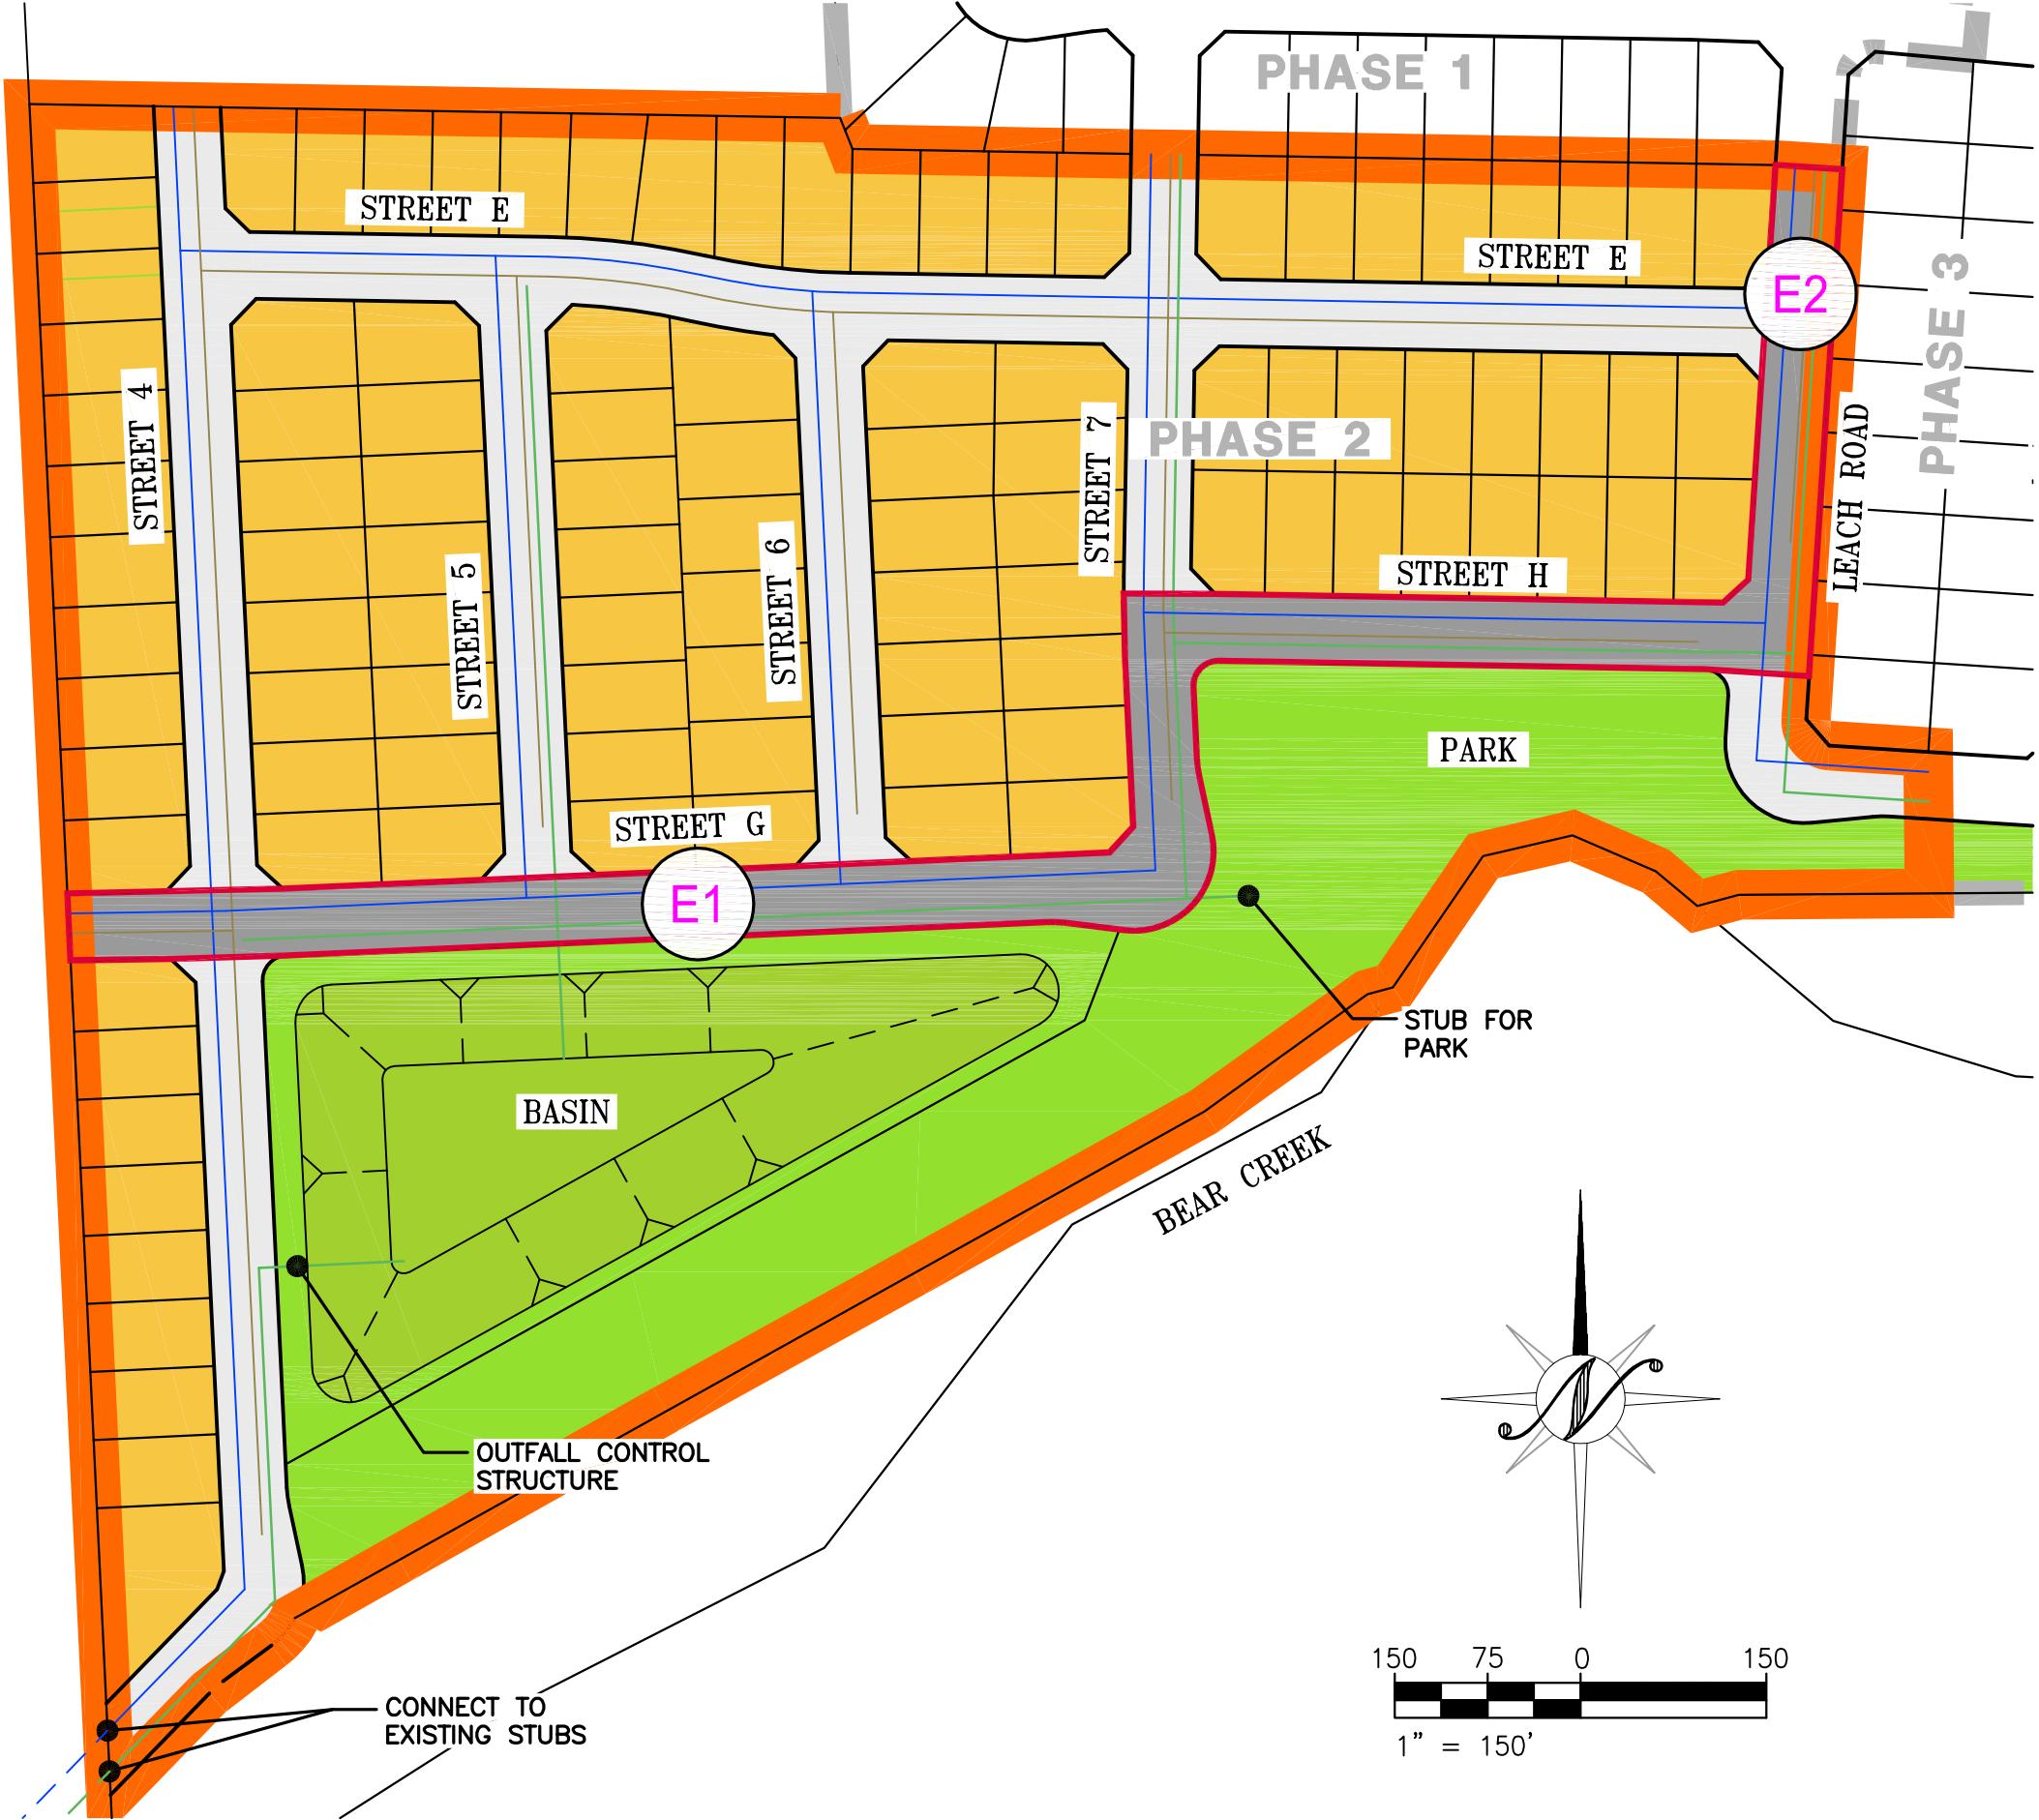 PHASE 1
STREET E
STREET E
E2
PHASE 3
STREET 4
STREET 7
PHASE 2
LEACH ROAD
STREET 5
STREET 6
STREET H
PARK
STREET G
E1
STUB FOR
PARK
BASIN
BEAR CREEK
OUTFALL CONTROL
STRUCTURE
CONNECT TO
EXISTING STUBS
150 75 0 150
1" = 150'